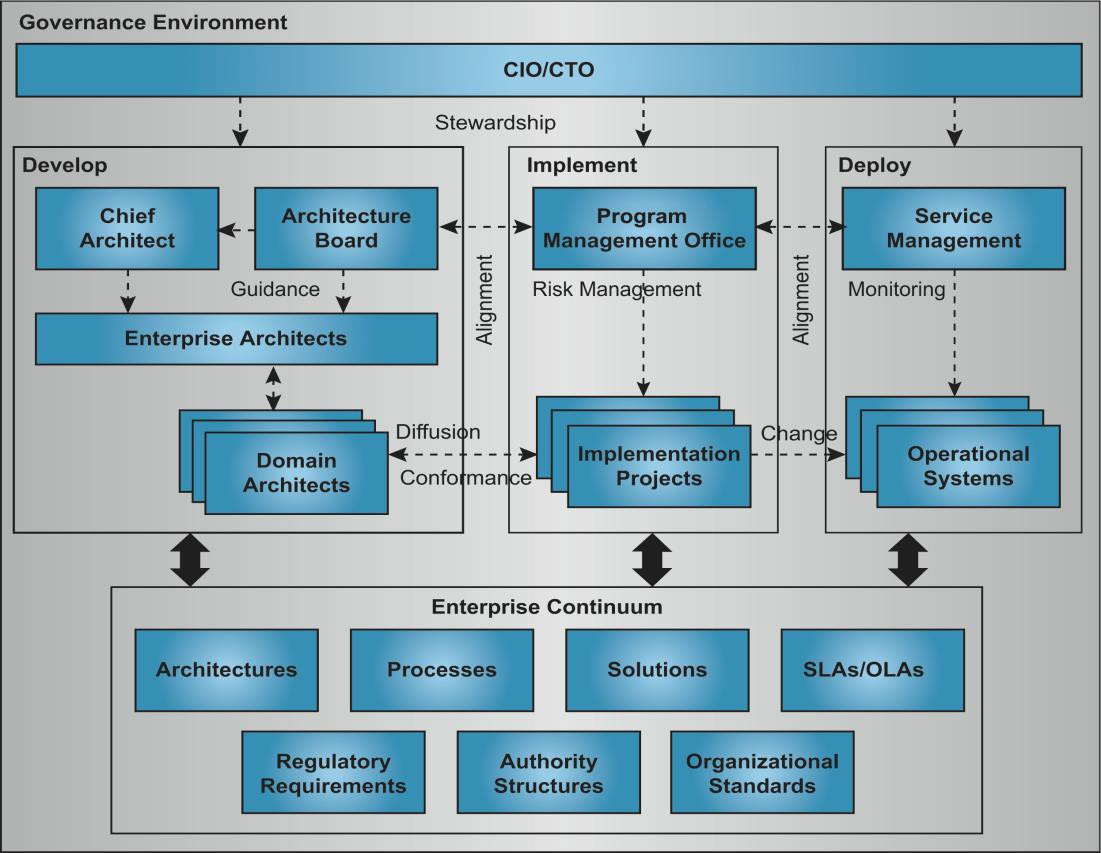 Governance Environment
CIO/CTO
Stewardship
Develop
Chief
Architect
Architecture
Board
Guidance
Enterprise Architects
Domain
Architects
Alignment
Diffusion
Conformance
Implement
Program
Management Office
Risk Management
Implementation
Projects
Alignment
Change
Deploy
Service
Management
Monitoring
Operational
Systems
Enterprise Continuum
Architectures
Processes
Solutions
SLAs/OLAs
Regulatory
Requirements
Authority
Structures
Organizational
Standards